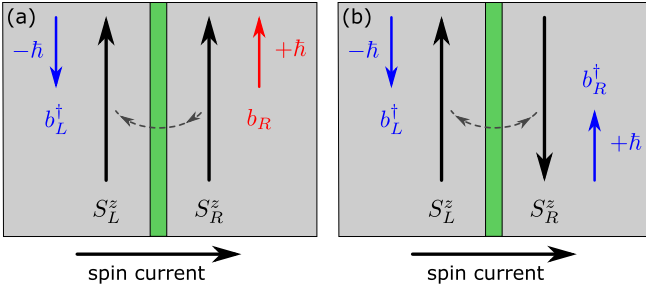 (a)
−ħ
+ħ
b_L^†
b_R
S_L^z
S_R^z
spin current
(b)
−ħ
b_R^†
b_L^†
+ħ
S_L^z
S_R^z
spin current